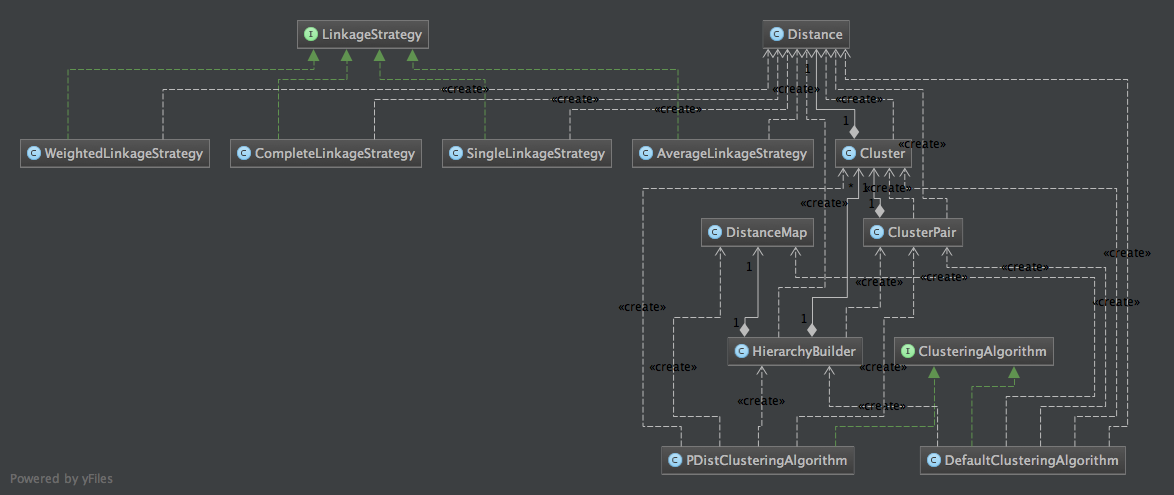 I LinkageStrategy
C Distance
«create»
«create»
«create»
«create»
«create»
1
1
C WeightedLinkageStrategy
C CompleteLinkageStrategy
C SingleLinkageStrategy
C AverageLinkageStrategy
C Cluster
«create»
* 1 «create»
«create»
1
C DistanceMap
C ClusterPair
«create»
1
«create»
«create»
«create»
«create»
«create»
1
1
C HierarchyBuilder
I ClusteringAlgorithm
«create»
«create»
«create»
«create»
C PDistClusteringAlgorithm
C DefaultClusteringAlgorithm
Powered by yFiles